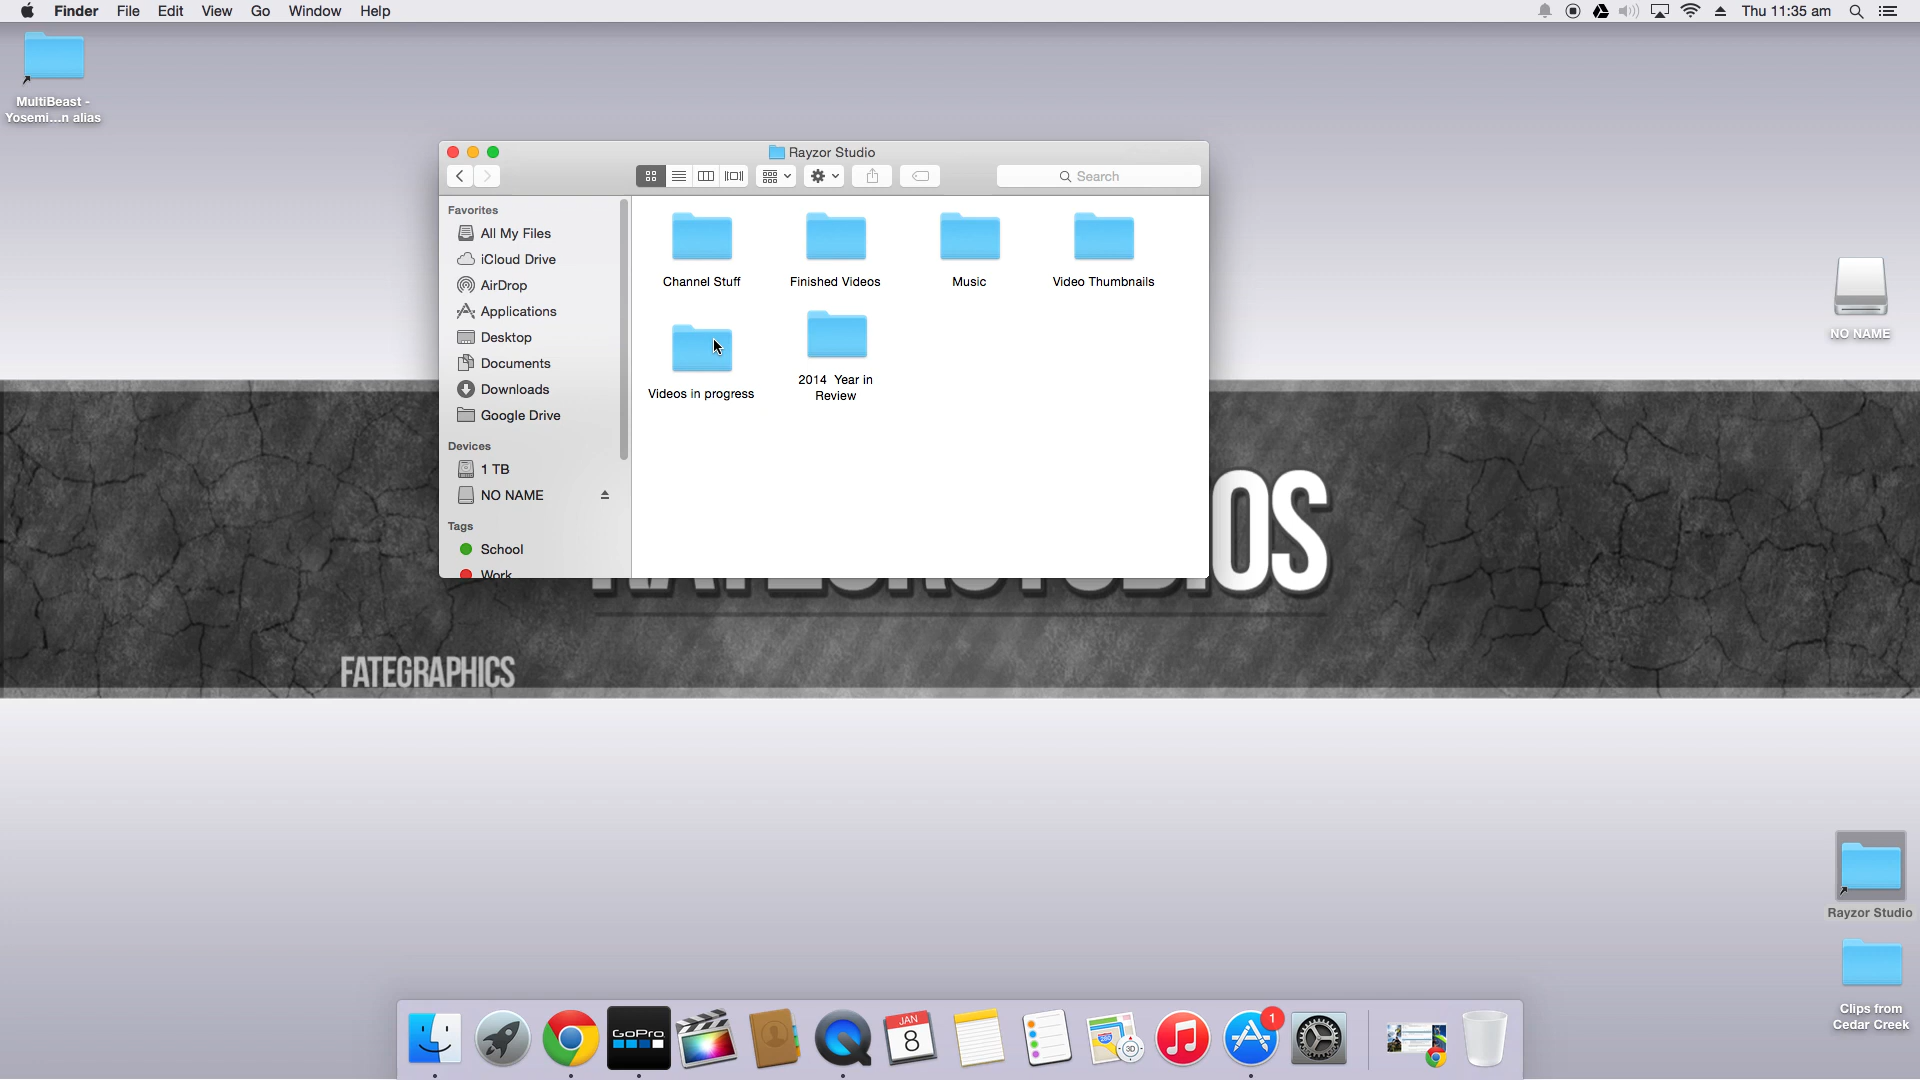 Finder File Edit View Go Window Help
Thu 11:35 am
MultiBeast -
Yosemi...n alias
Rayzor Studio
Search
Favorites
All My Files
iCloud Drive
AirDrop
Applications
Desktop
Documents
Downloads
Google Drive
Devices
1 TB
NO NAME
Tags
School
Work
Channel Stuff
Finished Videos
Music
Video Thumbnails
Videos in progress
2014 Year in
Review
NO NAME
FATEGRAPHICS
Rayzor Studio
Clips from
Cedar Creek
GoPro
JAN
8
280
3D
1